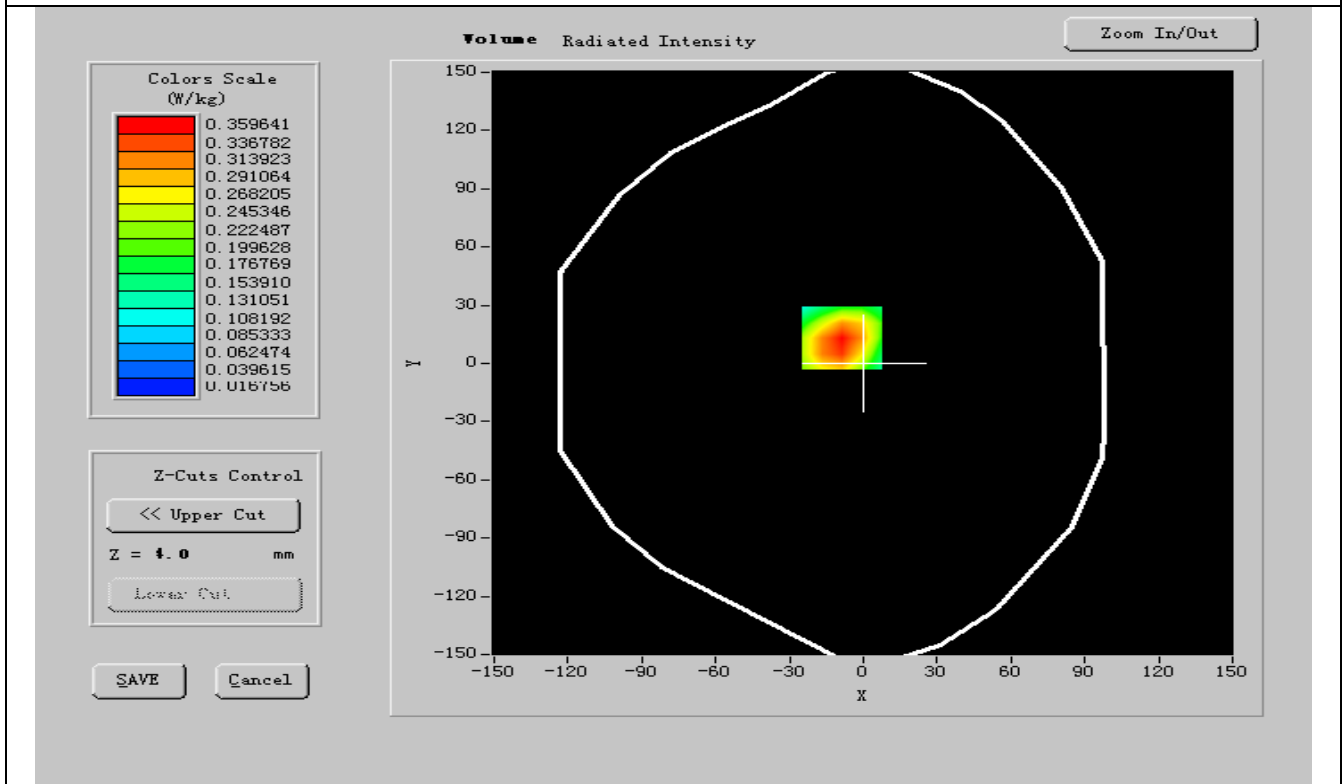 Volume Radiated Intensity
Zoom In/Out
Colors Scale
(W/kg)
0.359641
0.336782
0.313923
0.291064
0.268205
0.245346
0.222487
0.199628
0.176769
0.153910
0.131051
0.108192
0.085333
0.062474
0.039615
0.016756
Z-Cuts Control
<< Upper Cut
Z = 4.0 mm
Lower Cut
SAVE
Cancel
150
120
90
60
30
0
-30
-60
-90
-120
-150
Y
-150 -120 -90 -60 -30 0 30 60 90 120 150
X